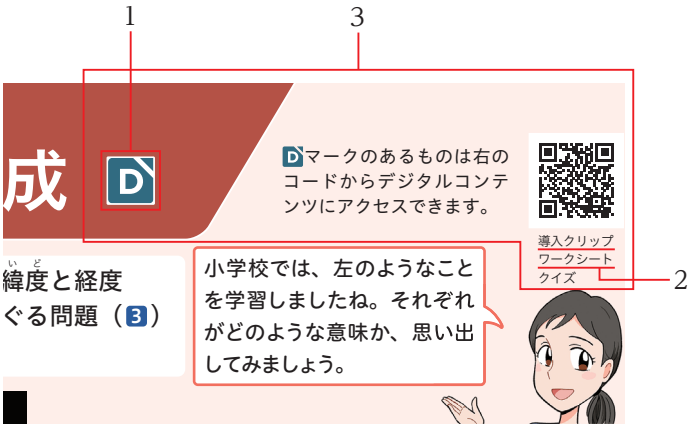 1
3
成 D
Dマークのあるものは右の
コードからデジタルコンテ
ンツにアクセスできます。
導入クリップ
ワークシート
クイズ
2
いど
緯度と経度
ぐる問題（3）
小学校では、左のようなこと
を学習しましたね。それぞれ
がどのような意味か、思い出
してみましょう。